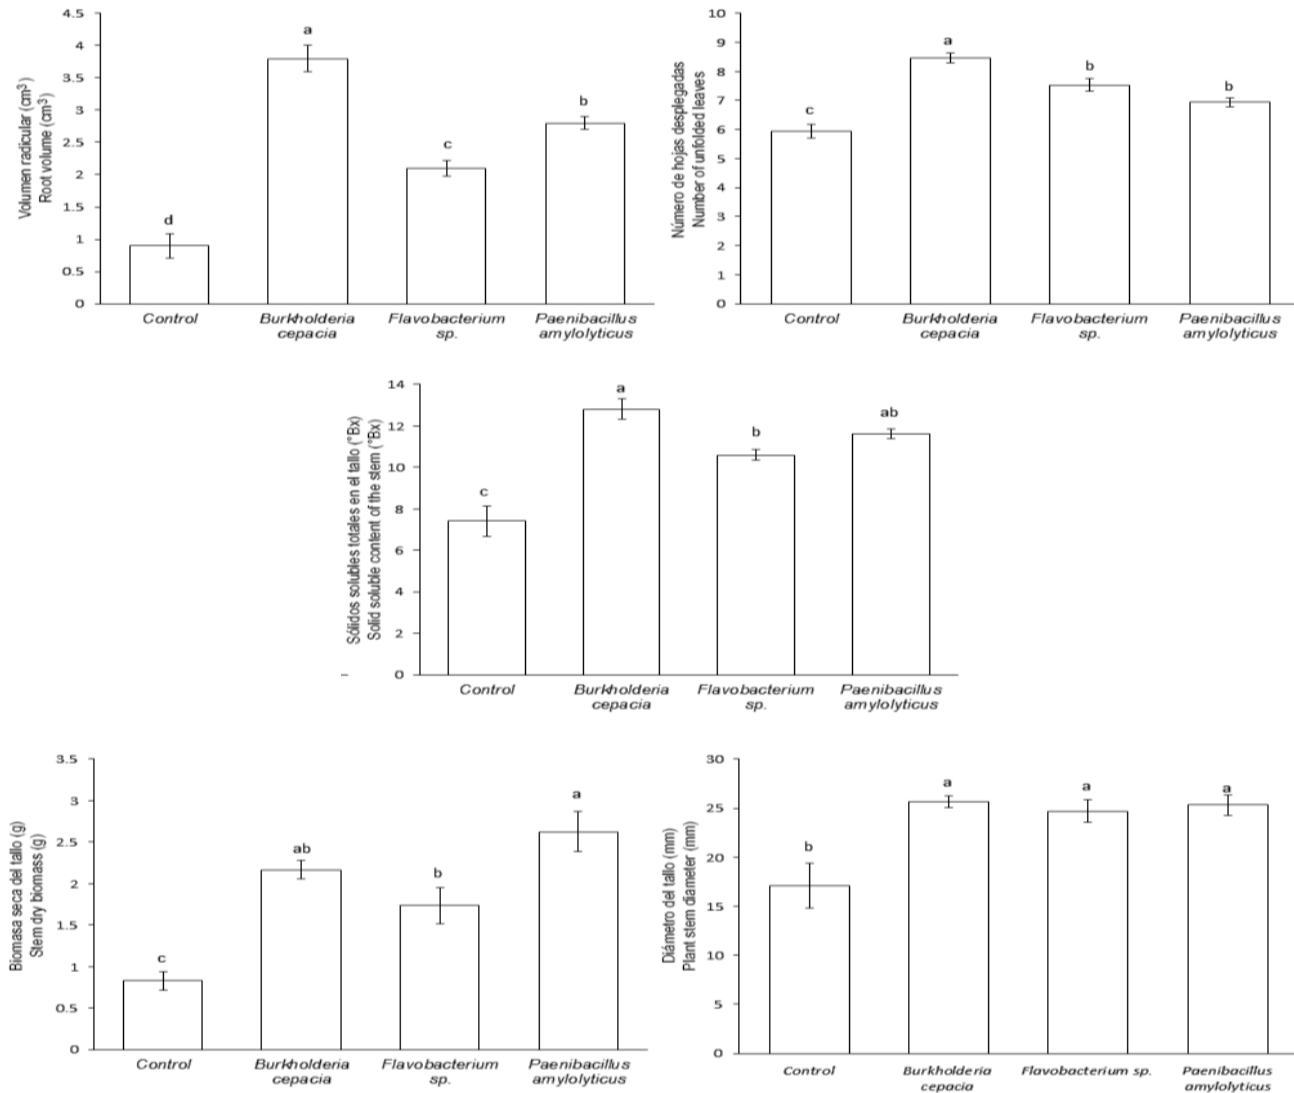 Volumen radicular (cm³)
Root volume (cm³)
4.5
4
3.5
3
2.5
2
1.5
1
0.5
0
d
a
c
b
Control
Burkholderia
cepacia
Flavobacterium
sp.
Paenibacillus
amylolyticus
Número de hojas desplegadas
Number of unfolded leaves
10
9
8
7
6
5
4
3
2
1
0
c
a
b
b
Control
Burkholderia
cepacia
Flavobacterium
sp.
Paenibacillus
amylolyticus
Sólidos solubles totales en el tallo (°Bx)
Solid soluble content of the stem (°Bx)
14
12
10
8
6
4
2
0
c
a
b
ab
Control
Burkholderia
cepacia
Flavobacterium
sp.
Paenibacillus
amylolyticus
Biomasa seca del tallo (g)
Stem dry biomass (g)
3.5
3
2.5
2
1.5
1
0.5
0
c
ab
b
a
Control
Burkholderia
cepacia
Flavobacterium
sp.
Paenibacillus
amylolyticus
Diámetro del tallo (mm)
Plant stem diameter (mm)
30
25
20
15
10
5
0
b
a
a
a
Control
Burkholderia
cepacia
Flavobacterium sp.
Paenibacillus
amylolyticus